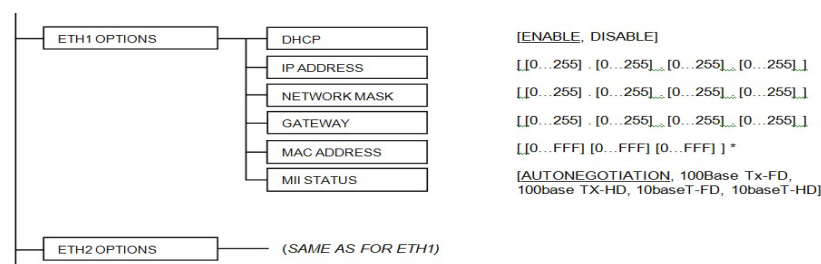 ETH1 OPTIONS
DHCP
[ENABLE, DISABLE]
IP ADDRESS
[ [0...255] . [0...255] . [0...255] . [0...255] ]
NETWORK MASK
[ [0...255] . [0...255] . [0...255] . [0...255] ]
GATEWAY
[ [0...255] . [0...255] . [0...255] . [0...255] ]
MAC ADDRESS
[ [0...FFF] [0...FFF] [0...FFF] ] *
MII STATUS
[AUTONEGOTIATION, 100Base Tx-FD,
100base TX-HD, 10baseT-FD, 10baseT-HD]
ETH2 OPTIONS
(SAME AS FOR ETH1)